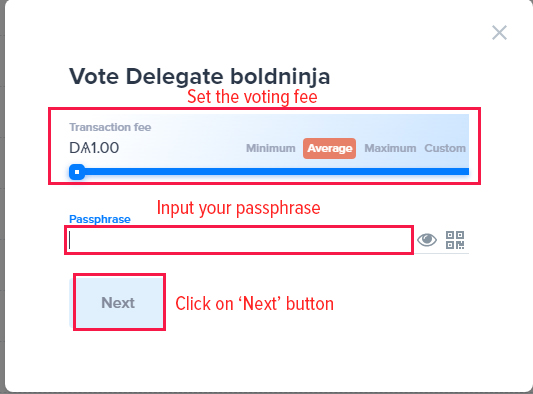 Vote Delegate boldninja
Set the voting fee
Transaction fee
DѦ1.00
Minimum Average Maximum Custom
Input your passphrase
Passphrase
Next
Click on ‘Next’ button